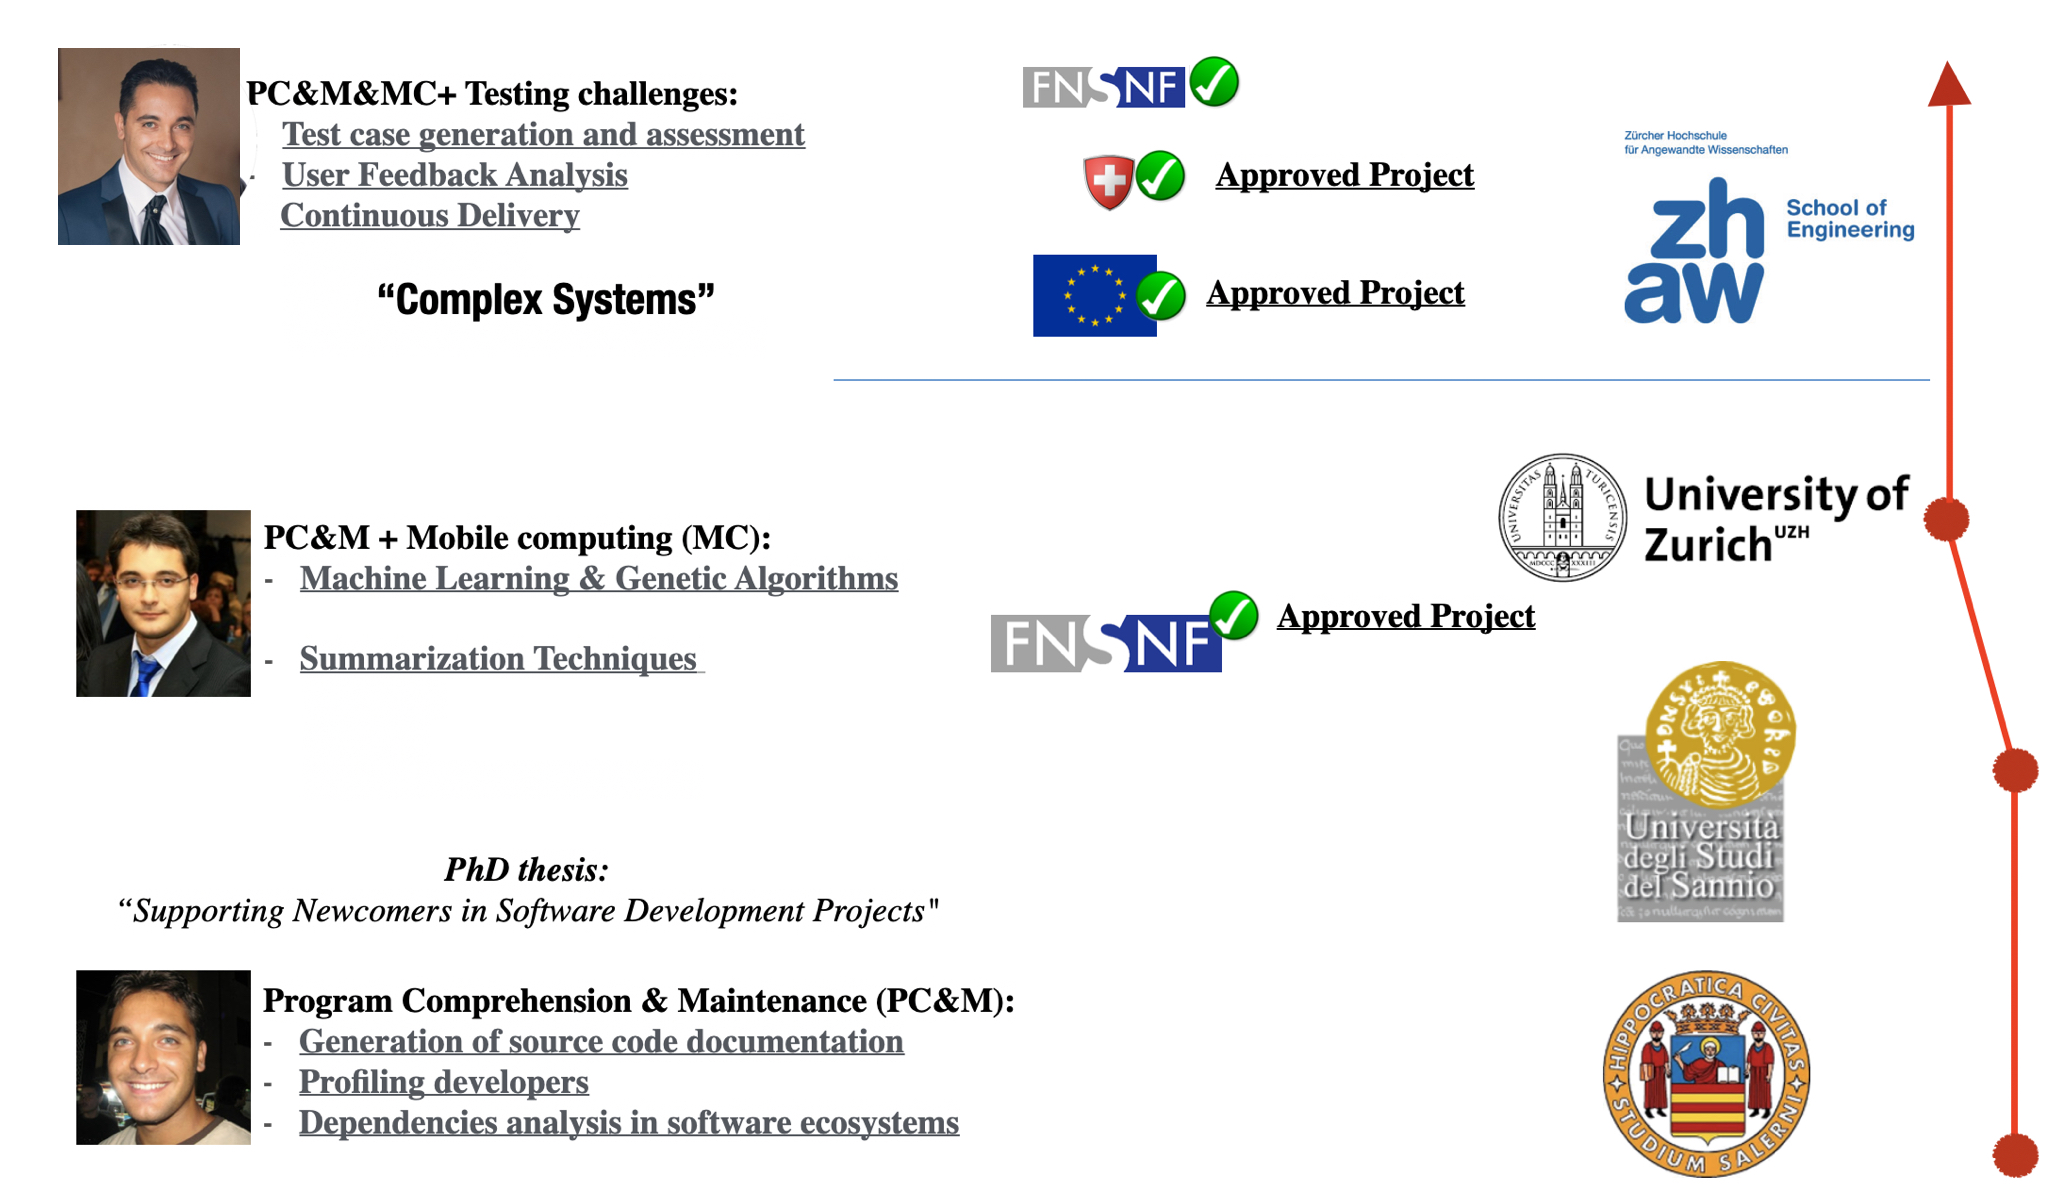 PC&M&MC+ Testing challenges:
Test case generation and assessment
- User Feedback Analysis
Continuous Delivery
“Complex Systems”
FNSNF
Approved Project
Approved Project
Zürcher Hochschule
für Angewandte Wissenschaften
zh
aw
School of
Engineering
PC&M + Mobile computing (MC):
- Machine Learning & Genetic Algorithms
- Summarization Techniques
FNSNF
Approved Project
UNIVERSITAS TURICENSIS
MDCCC XXXIII
University of
Zurich UZH
Università
degli Studi
del Sannio
PhD thesis:
“Supporting Newcomers in Software Development Projects"
Program Comprehension & Maintenance (PC&M):
- Generation of source code documentation
- Profiling developers
- Dependencies analysis in software ecosystems
HIPPOCRATICA CIVITAS
STUDIUM SALERNI